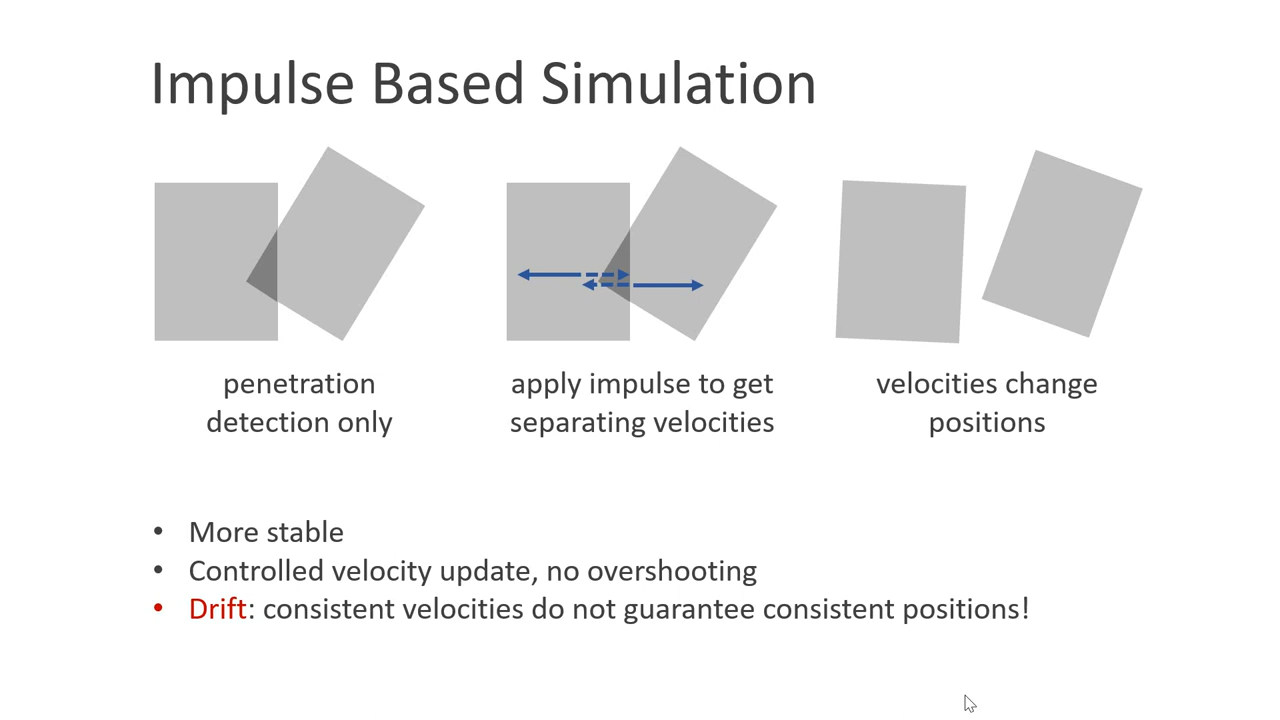 Impulse Based Simulation
penetration
detection only
apply impulse to get
separating velocities
velocities change
positions
• More stable
• Controlled velocity update, no overshooting
• Drift: consistent velocities do not guarantee consistent positions!